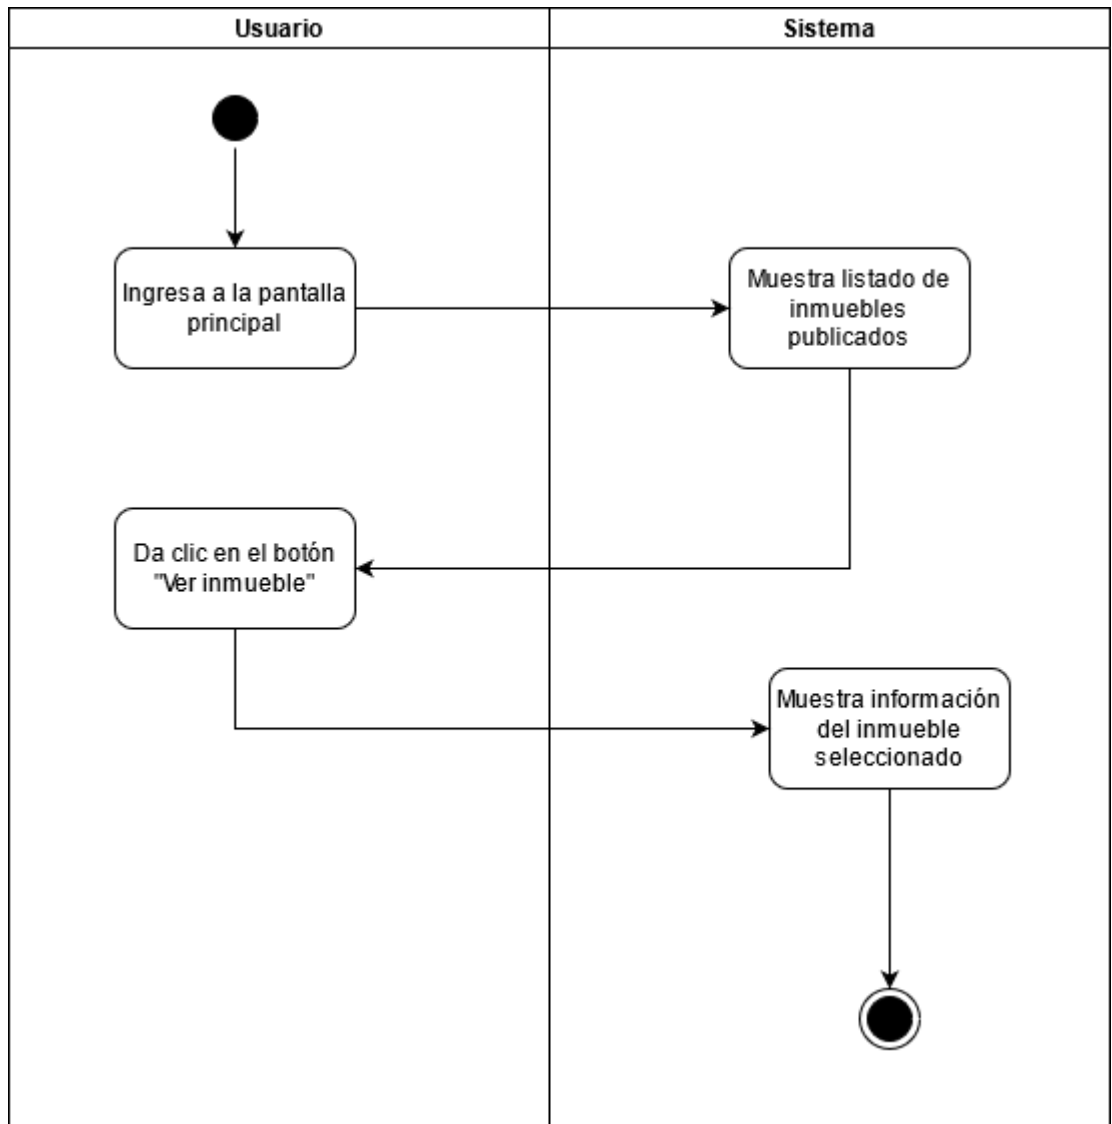 Usuario
Sistema
Ingresa a la pantalla
principal
Muestra listado de
inmuebles
publicados
Da clic en el botón
"Ver inmueble"
Muestra información
del inmueble
seleccionado